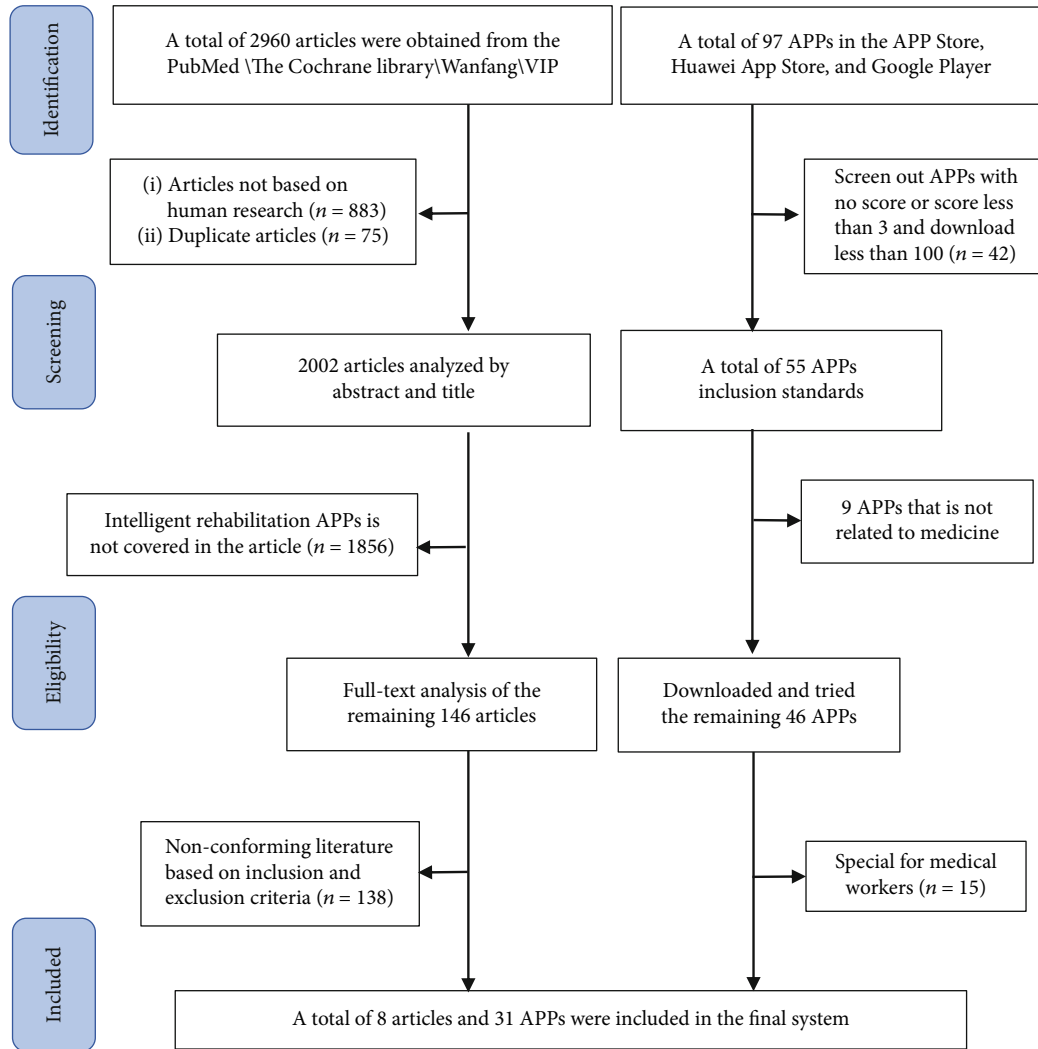 Identification
A total of 2960 articles were obtained from the
PubMed \The Cochrane library\Wanfang\VIP
A total of 97 APPs in the APP Store,
Huawei App Store, and Google Player
(i) Articles not based on
human research (n = 883)
(ii) Duplicate articles (n = 75)
Screen out APPs with
no score or score less
than 3 and download
less than 100 (n = 42)
Screening
2002 articles analyzed by
abstract and title
A total of 55 APPs
inclusion standards
Intelligent rehabilitation APPs is
not covered in the article (n = 1856)
9 APPs that is not
related to medicine
Eligibility
Full-text analysis of the
remaining 146 articles
Downloaded and tried
the remaining 46 APPs
Non-conforming literature
based on inclusion and
exclusion criteria (n = 138)
Special for medical
workers (n = 15)
Included
A total of 8 articles and 31 APPs were included in the final system